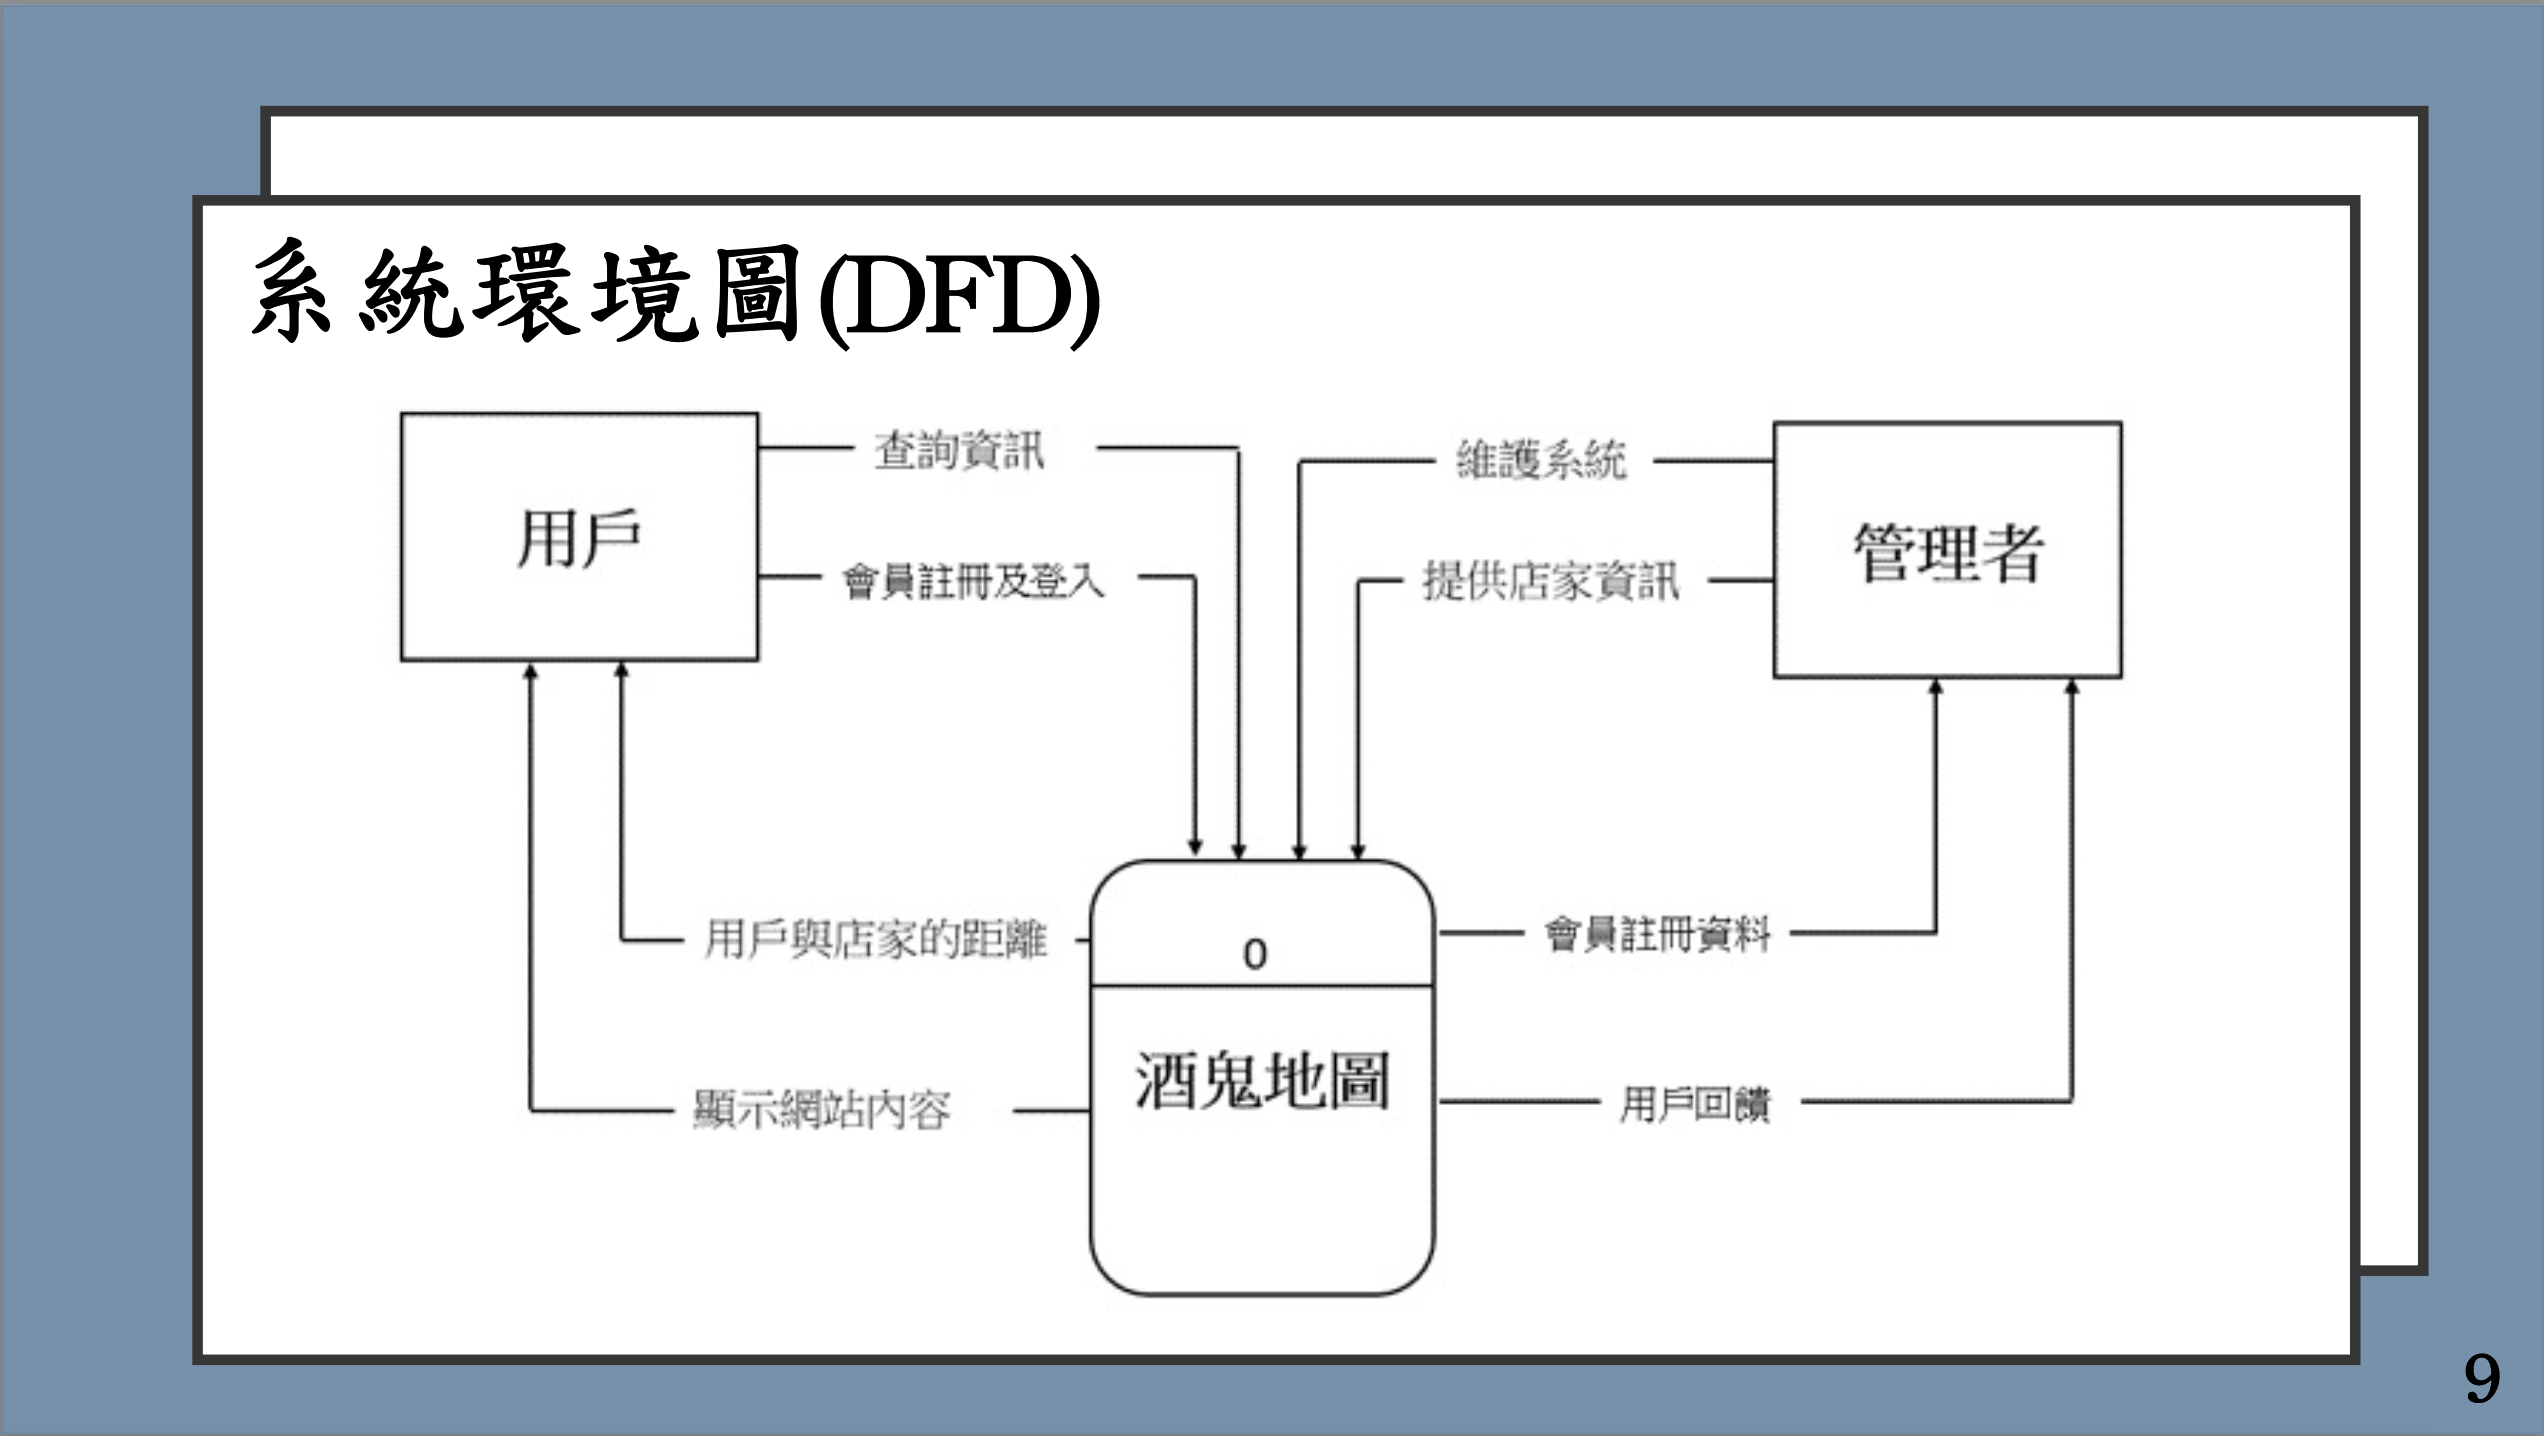 系統環境圖(DFD)
查詢資訊
維護系統
用戶
管理者
會員註冊及登入
提供店家資訊
用戶與店家的距離
0
會員註冊資料
酒鬼地圖
顯示網站內容
用戶回饋
9